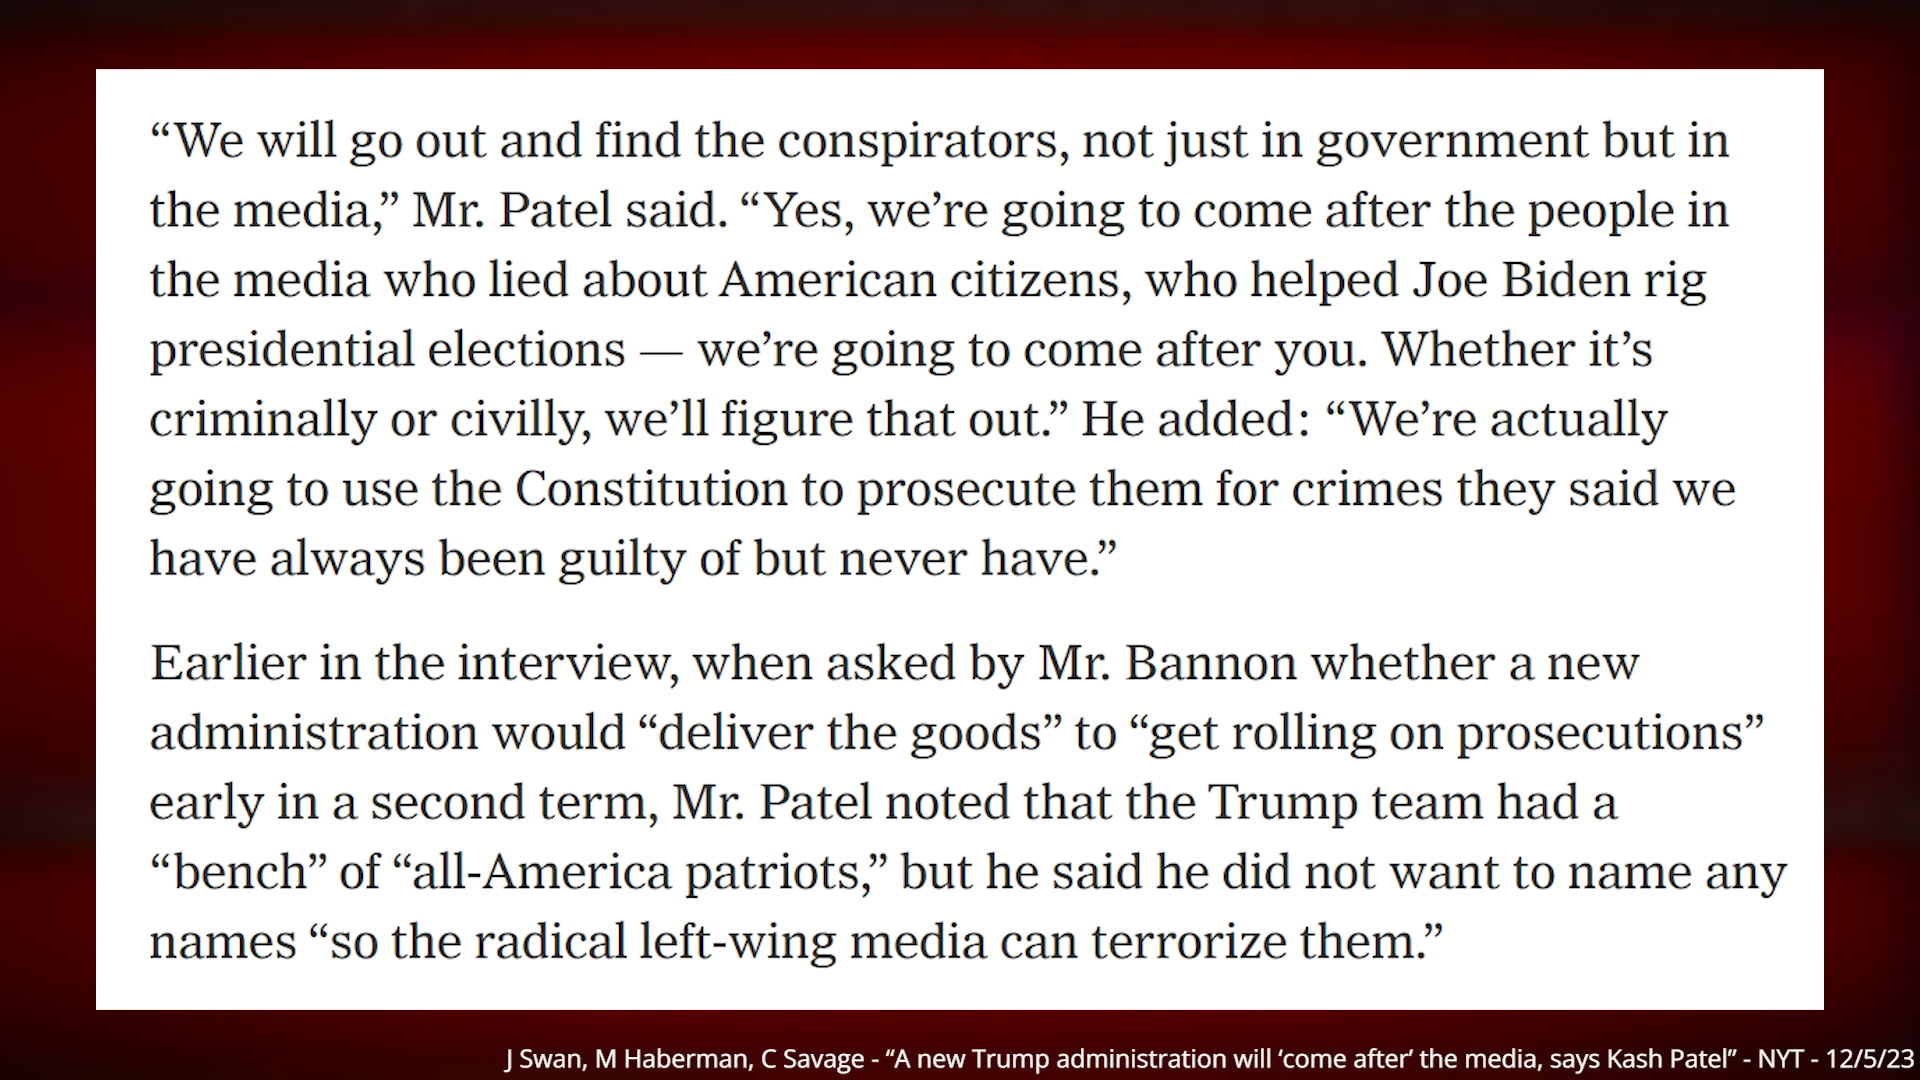 “We will go out and find the conspirators, not just in government but in
the media,” Mr. Patel said. “Yes, we’re going to come after the people in
the media who lied about American citizens, who helped Joe Biden rig
presidential elections — we’re going to come after you. Whether it’s
criminally or civilly, we’ll figure that out.” He added: “We’re actually
going to use the Constitution to prosecute them for crimes they said we
have always been guilty of but never have.”
Earlier in the interview, when asked by Mr. Bannon whether a new
administration would “deliver the goods” to “get rolling on prosecutions”
early in a second term, Mr. Patel noted that the Trump team had a
“bench” of “all-America patriots,” but he said he did not want to name any
names “so the radical left-wing media can terrorize them.”
J Swan, M Haberman, C Savage - “A new Trump administration will ‘come after’ the media, says Kash Patel” - NYT - 12/5/23